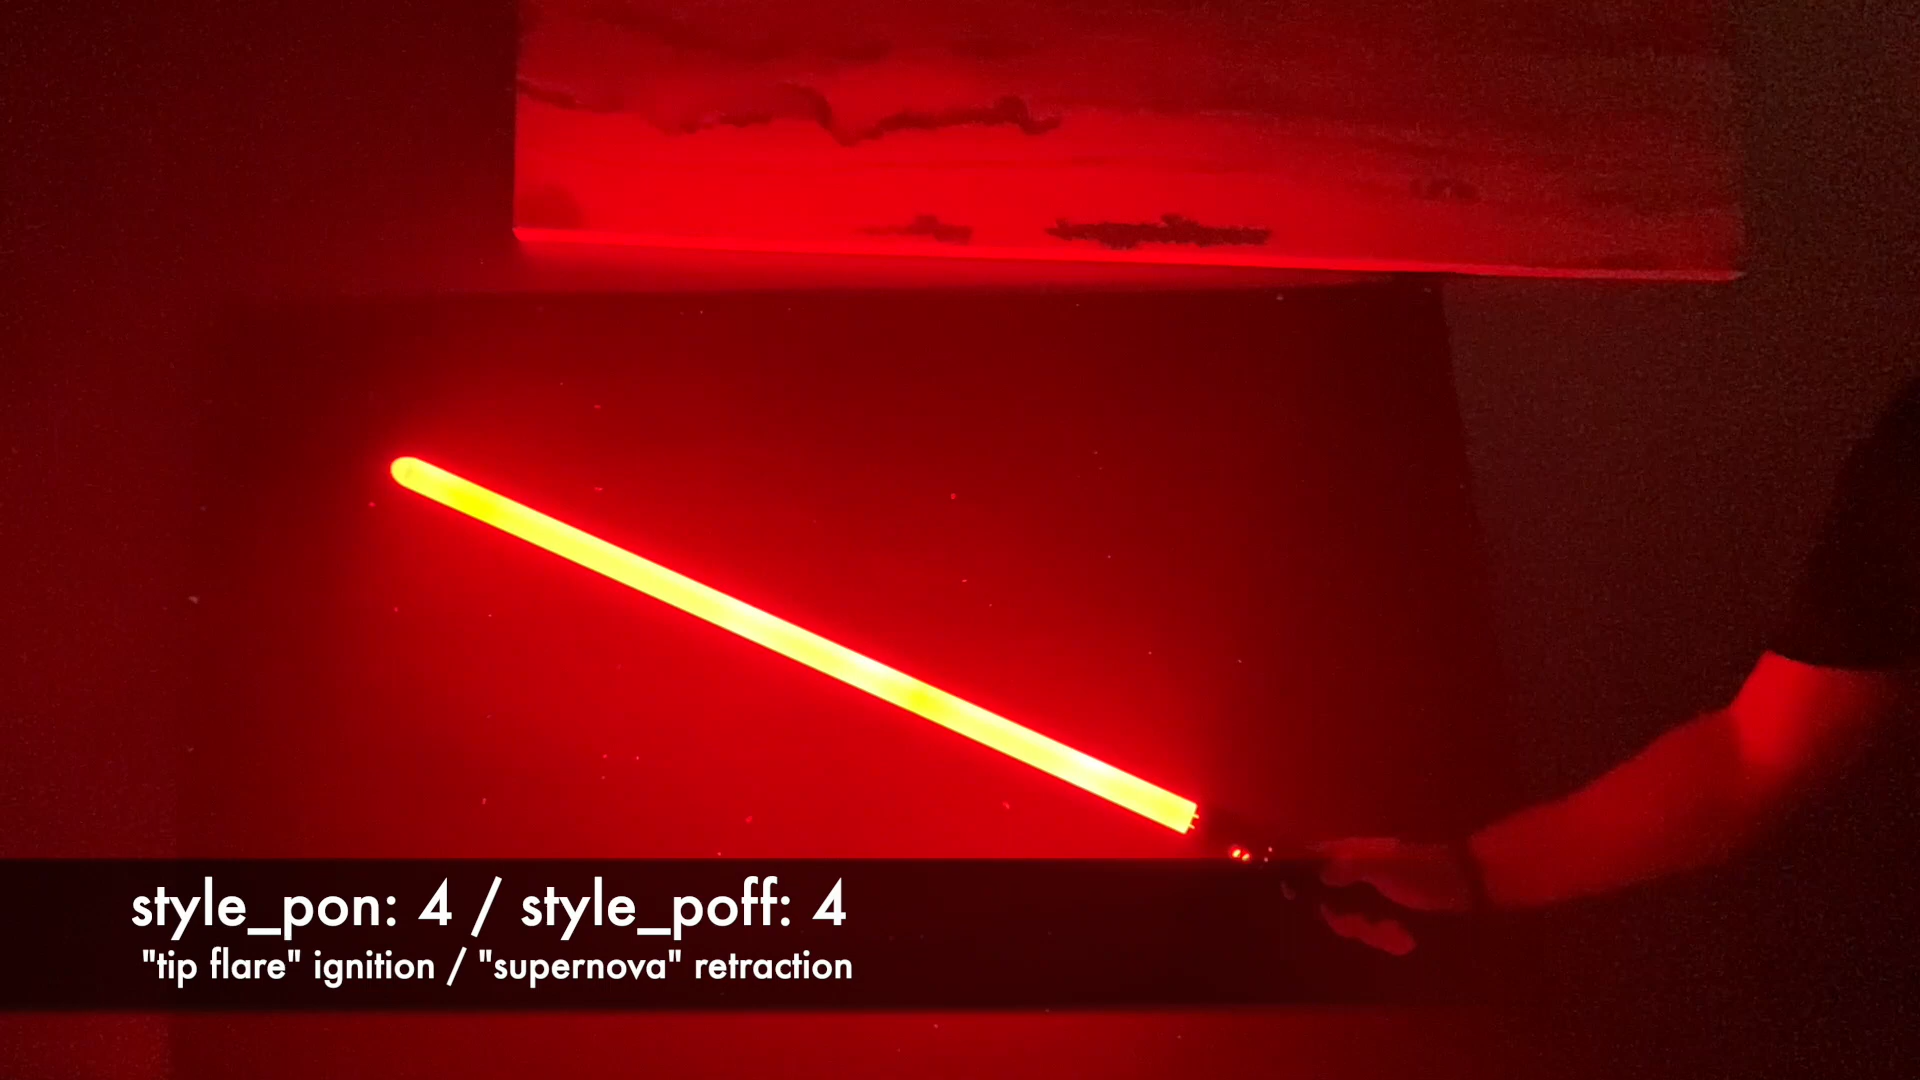 style_pon: 4 / style_poff: 4
"tip flare" ignition / "supernova" retraction